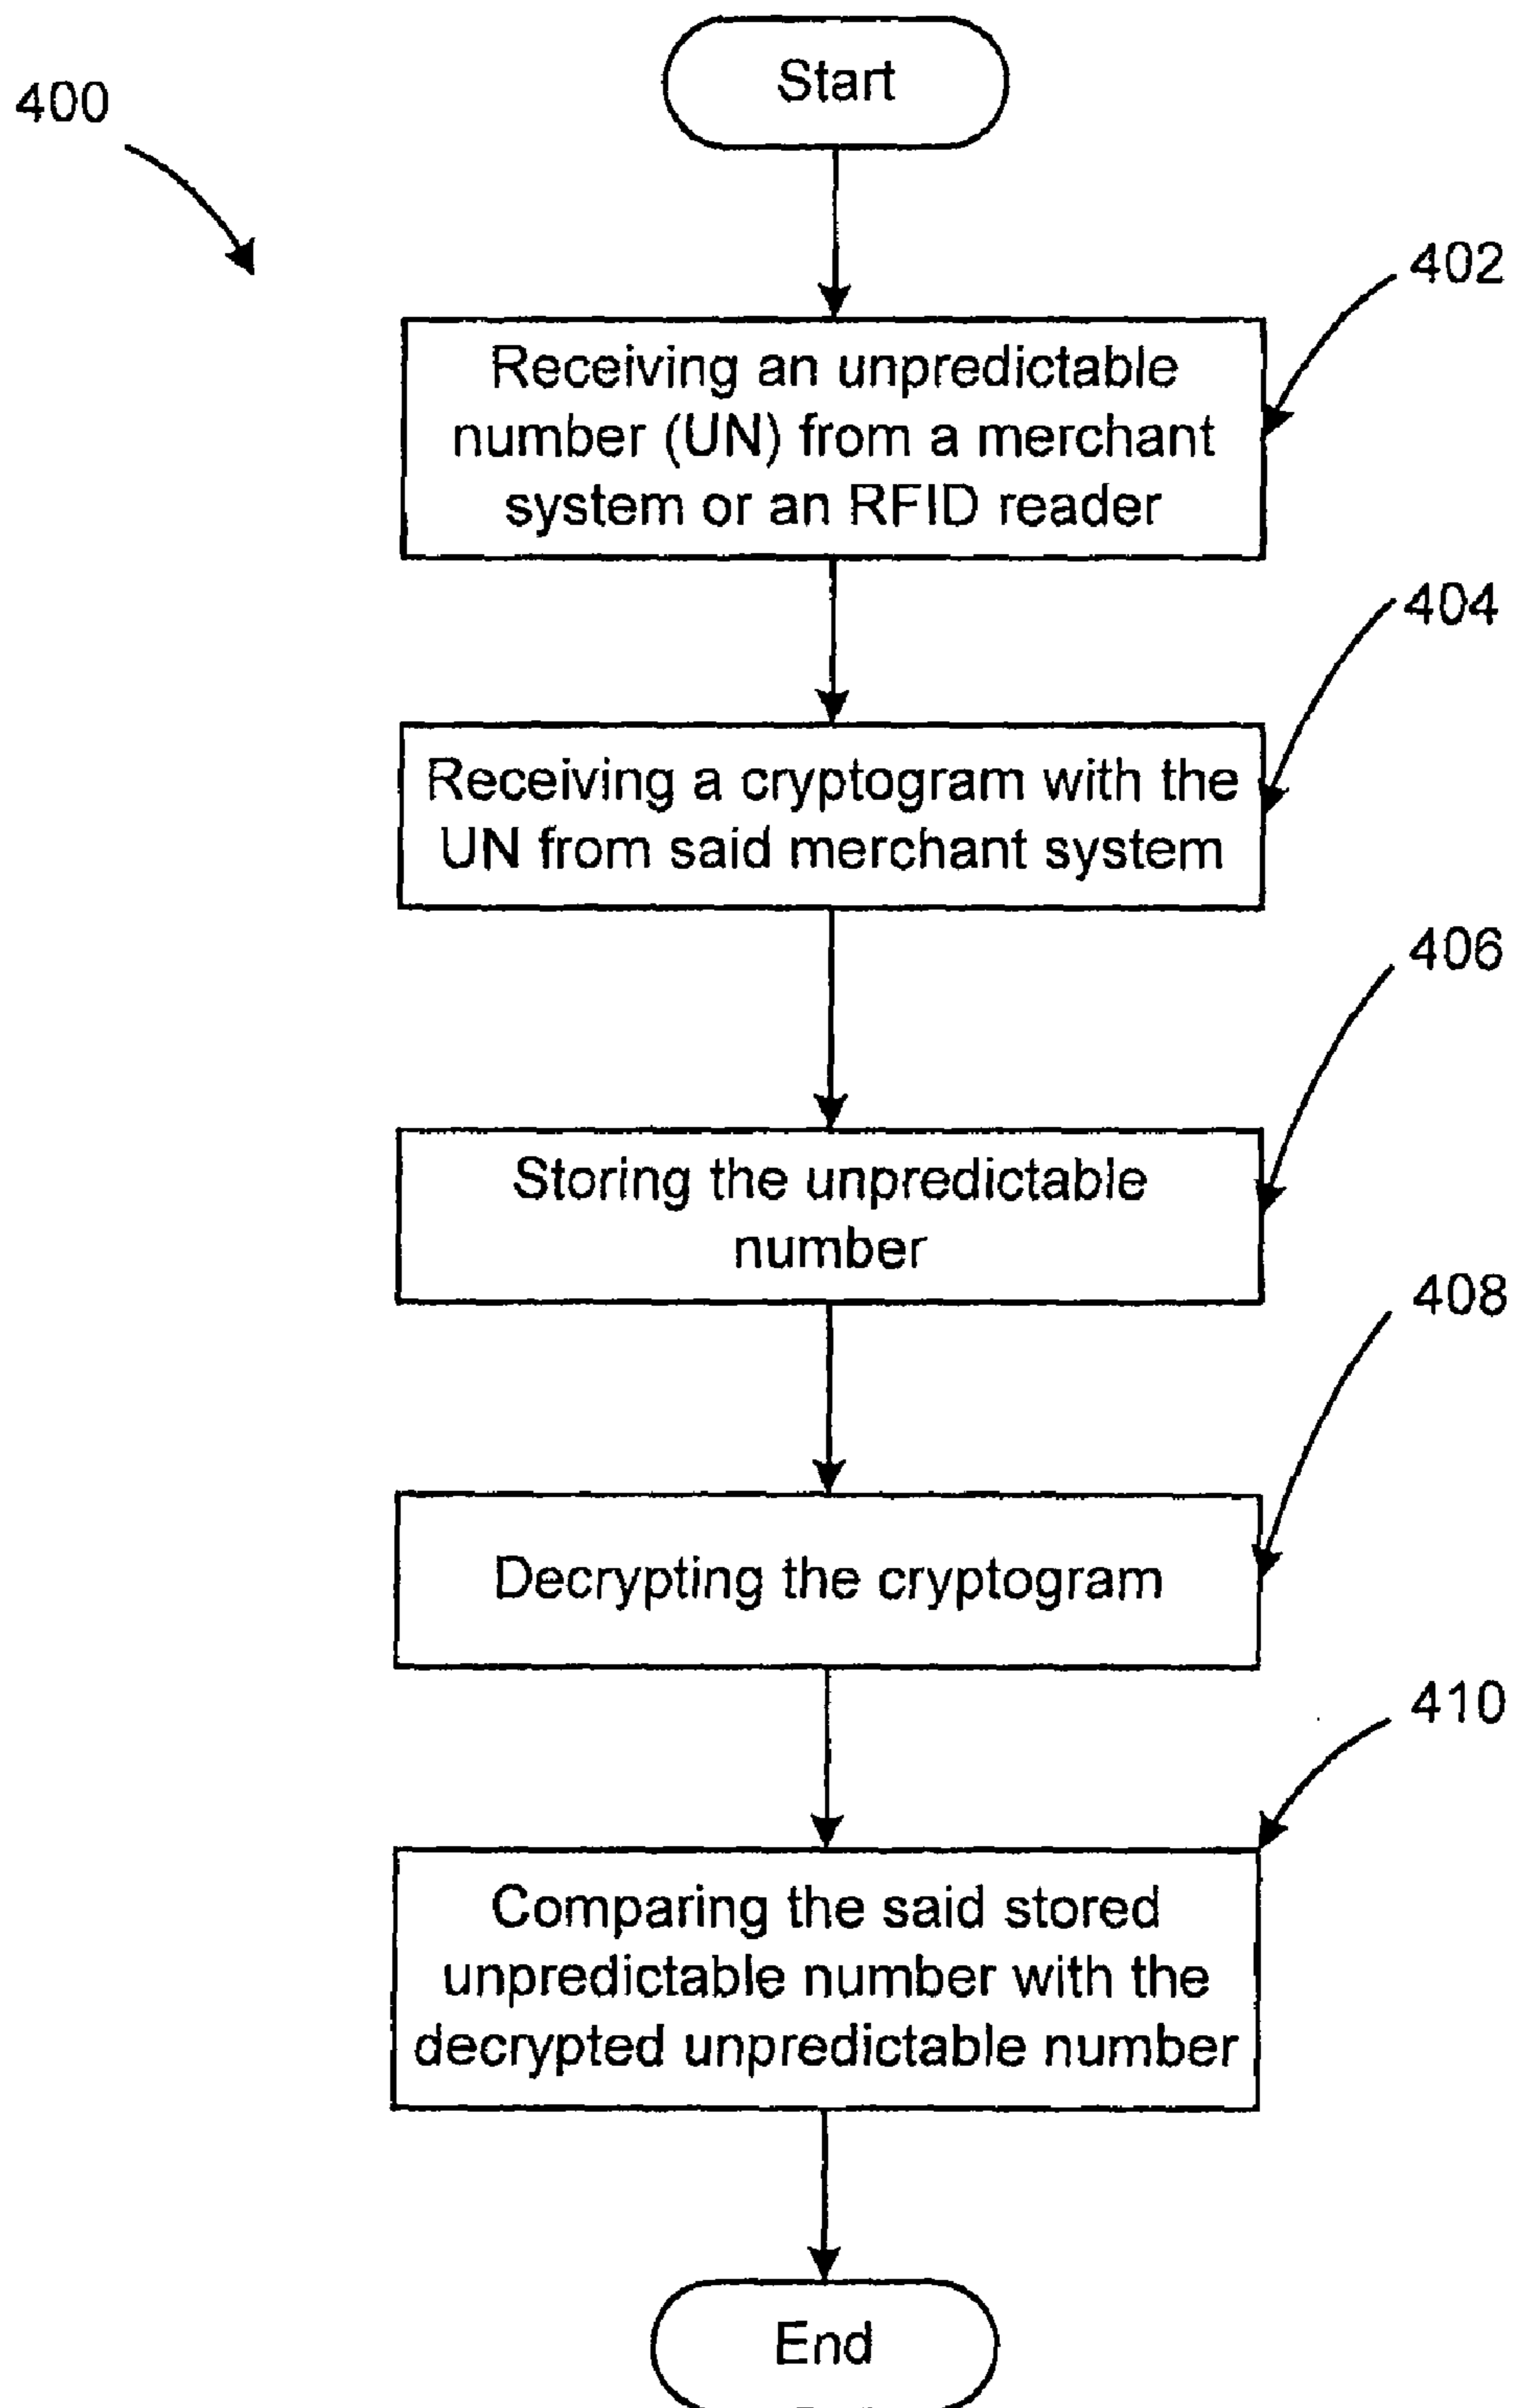 Start
400
402
Receiving an unpredictable
number (UN) from a merchant
system or an RFID reader
404
Receiving a cryptogram with the
UN from said merchant system
406
Storing the unpredictable
number
408
Decrypting the cryptogram
410
Comparing the said stored
unpredictable number with the
decrypted unpredictable number
End